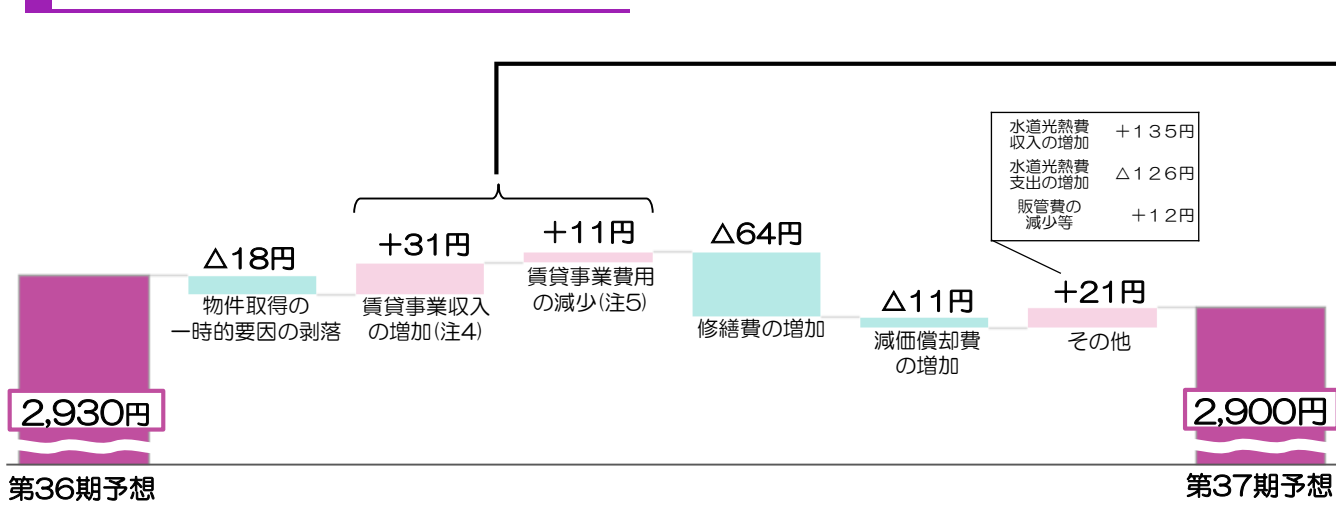 水道光熱費
収入の増加
+135円
水道光熱費
支出の増加
△126円
販管費の
減少等
+12円
△18円
物件取得の
一時的要因の剥落
+31円
賃貸事業収入
の増加(注4)
+11円
賃貸事業費用
の減少(注5)
△64円
修繕費の増加
△11円
減価償却費
の増加
+21円
その他
2,930円
2,900円
第36期予想
第37期予想